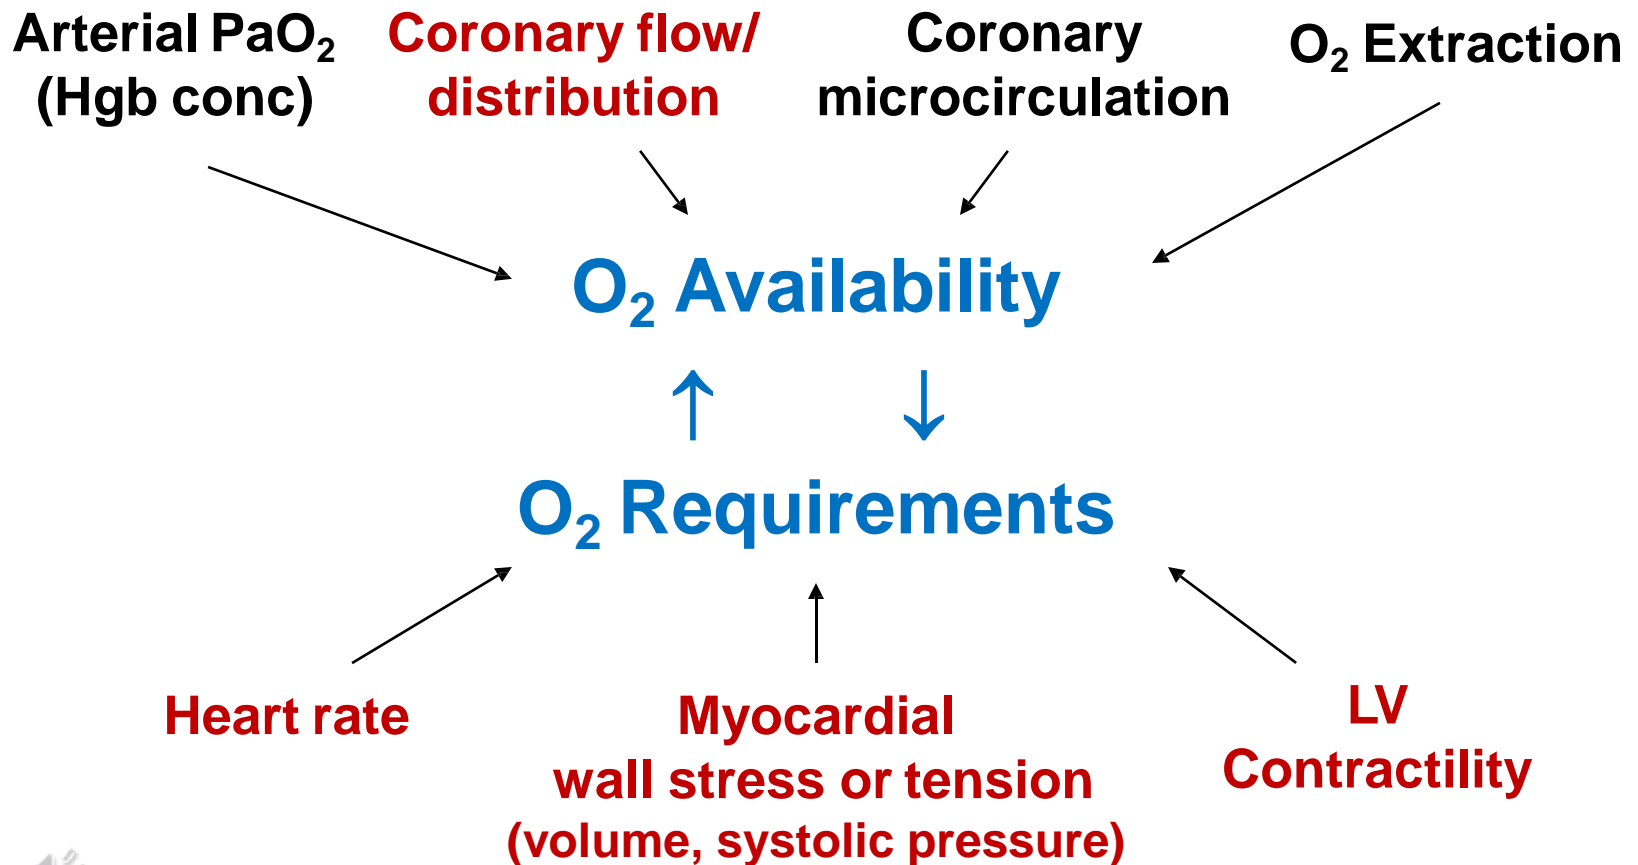 Arterial PaO₂
(Hgb conc)
Coronary flow/
distribution
Coronary
microcirculation
O₂ Extraction
O₂ Availability
↑ ↓
O₂ Requirements
Heart rate
Myocardial
wall stress or tension
(volume, systolic pressure)
LV
Contractility